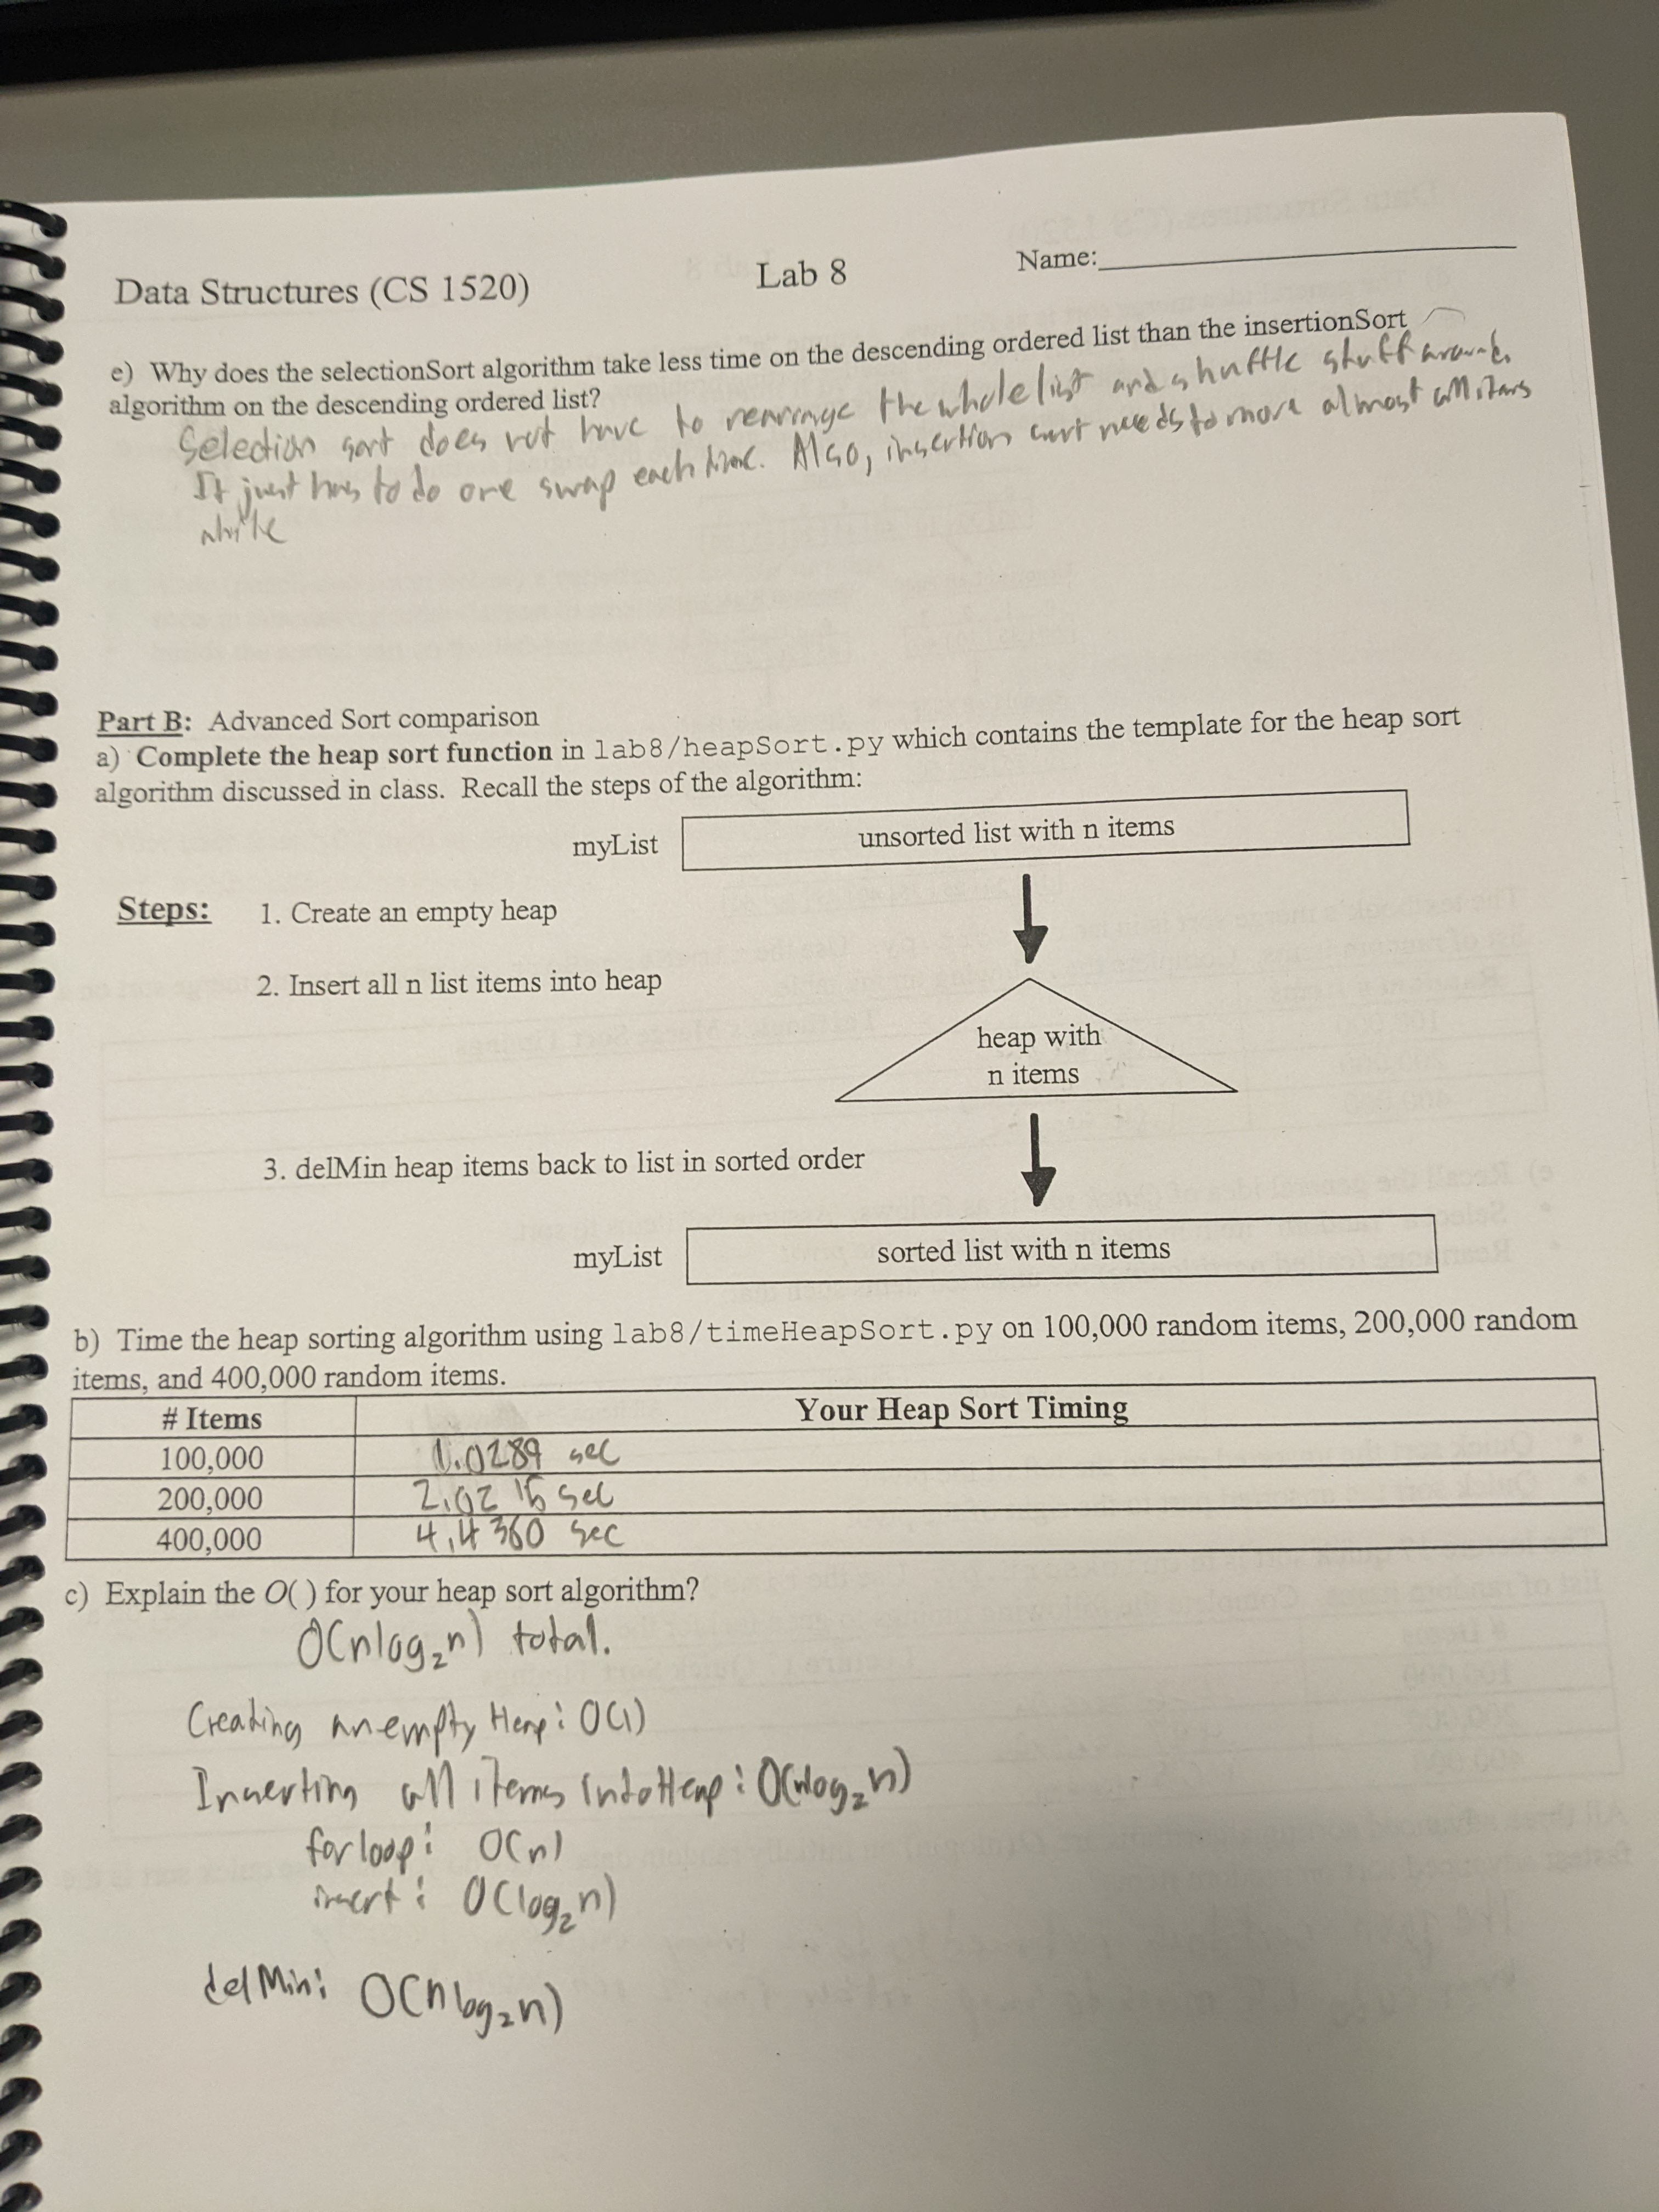 Data Structures (CS 1520)
Lab 8
Name:
e) Why does the selectionSort algorithm take less time on the descending ordered list than the insertionSort
algorithm on the descending ordered list?
Selection sort does not have to rearrange the whole list and shuffle stuff around.
It just has to do one swap each time. Also, insertion sort needs to move almost all items
while
Part B: Advanced Sort comparison
a) Complete the heap sort function in lab8/heapSort.py which contains the template for the heap sort
algorithm discussed in class. Recall the steps of the algorithm:
myList
unsorted list with n items
Steps:
1. Create an empty heap
2. Insert all n list items into heap
heap with
n items
3. delMin heap items back to list in sorted order
myList
sorted list with n items
b) Time the heap sorting algorithm using lab8/timeHeapSort.py on 100,000 random items, 200,000 random
items, and 400,000 random items.
# Items
Your Heap Sort Timing
100,000
1.0289 sec
200,000
2.0216 sec
400,000
4.4360 sec
c) Explain the O( ) for your heap sort algorithm?
O(nlog₂n) total.
Creating an empty Heap: O(1)
Inserting all items into Heap: O(nlog₂n)
for loop: O(n)
insert: O(log₂n)
delMin: O(nlog₂n)